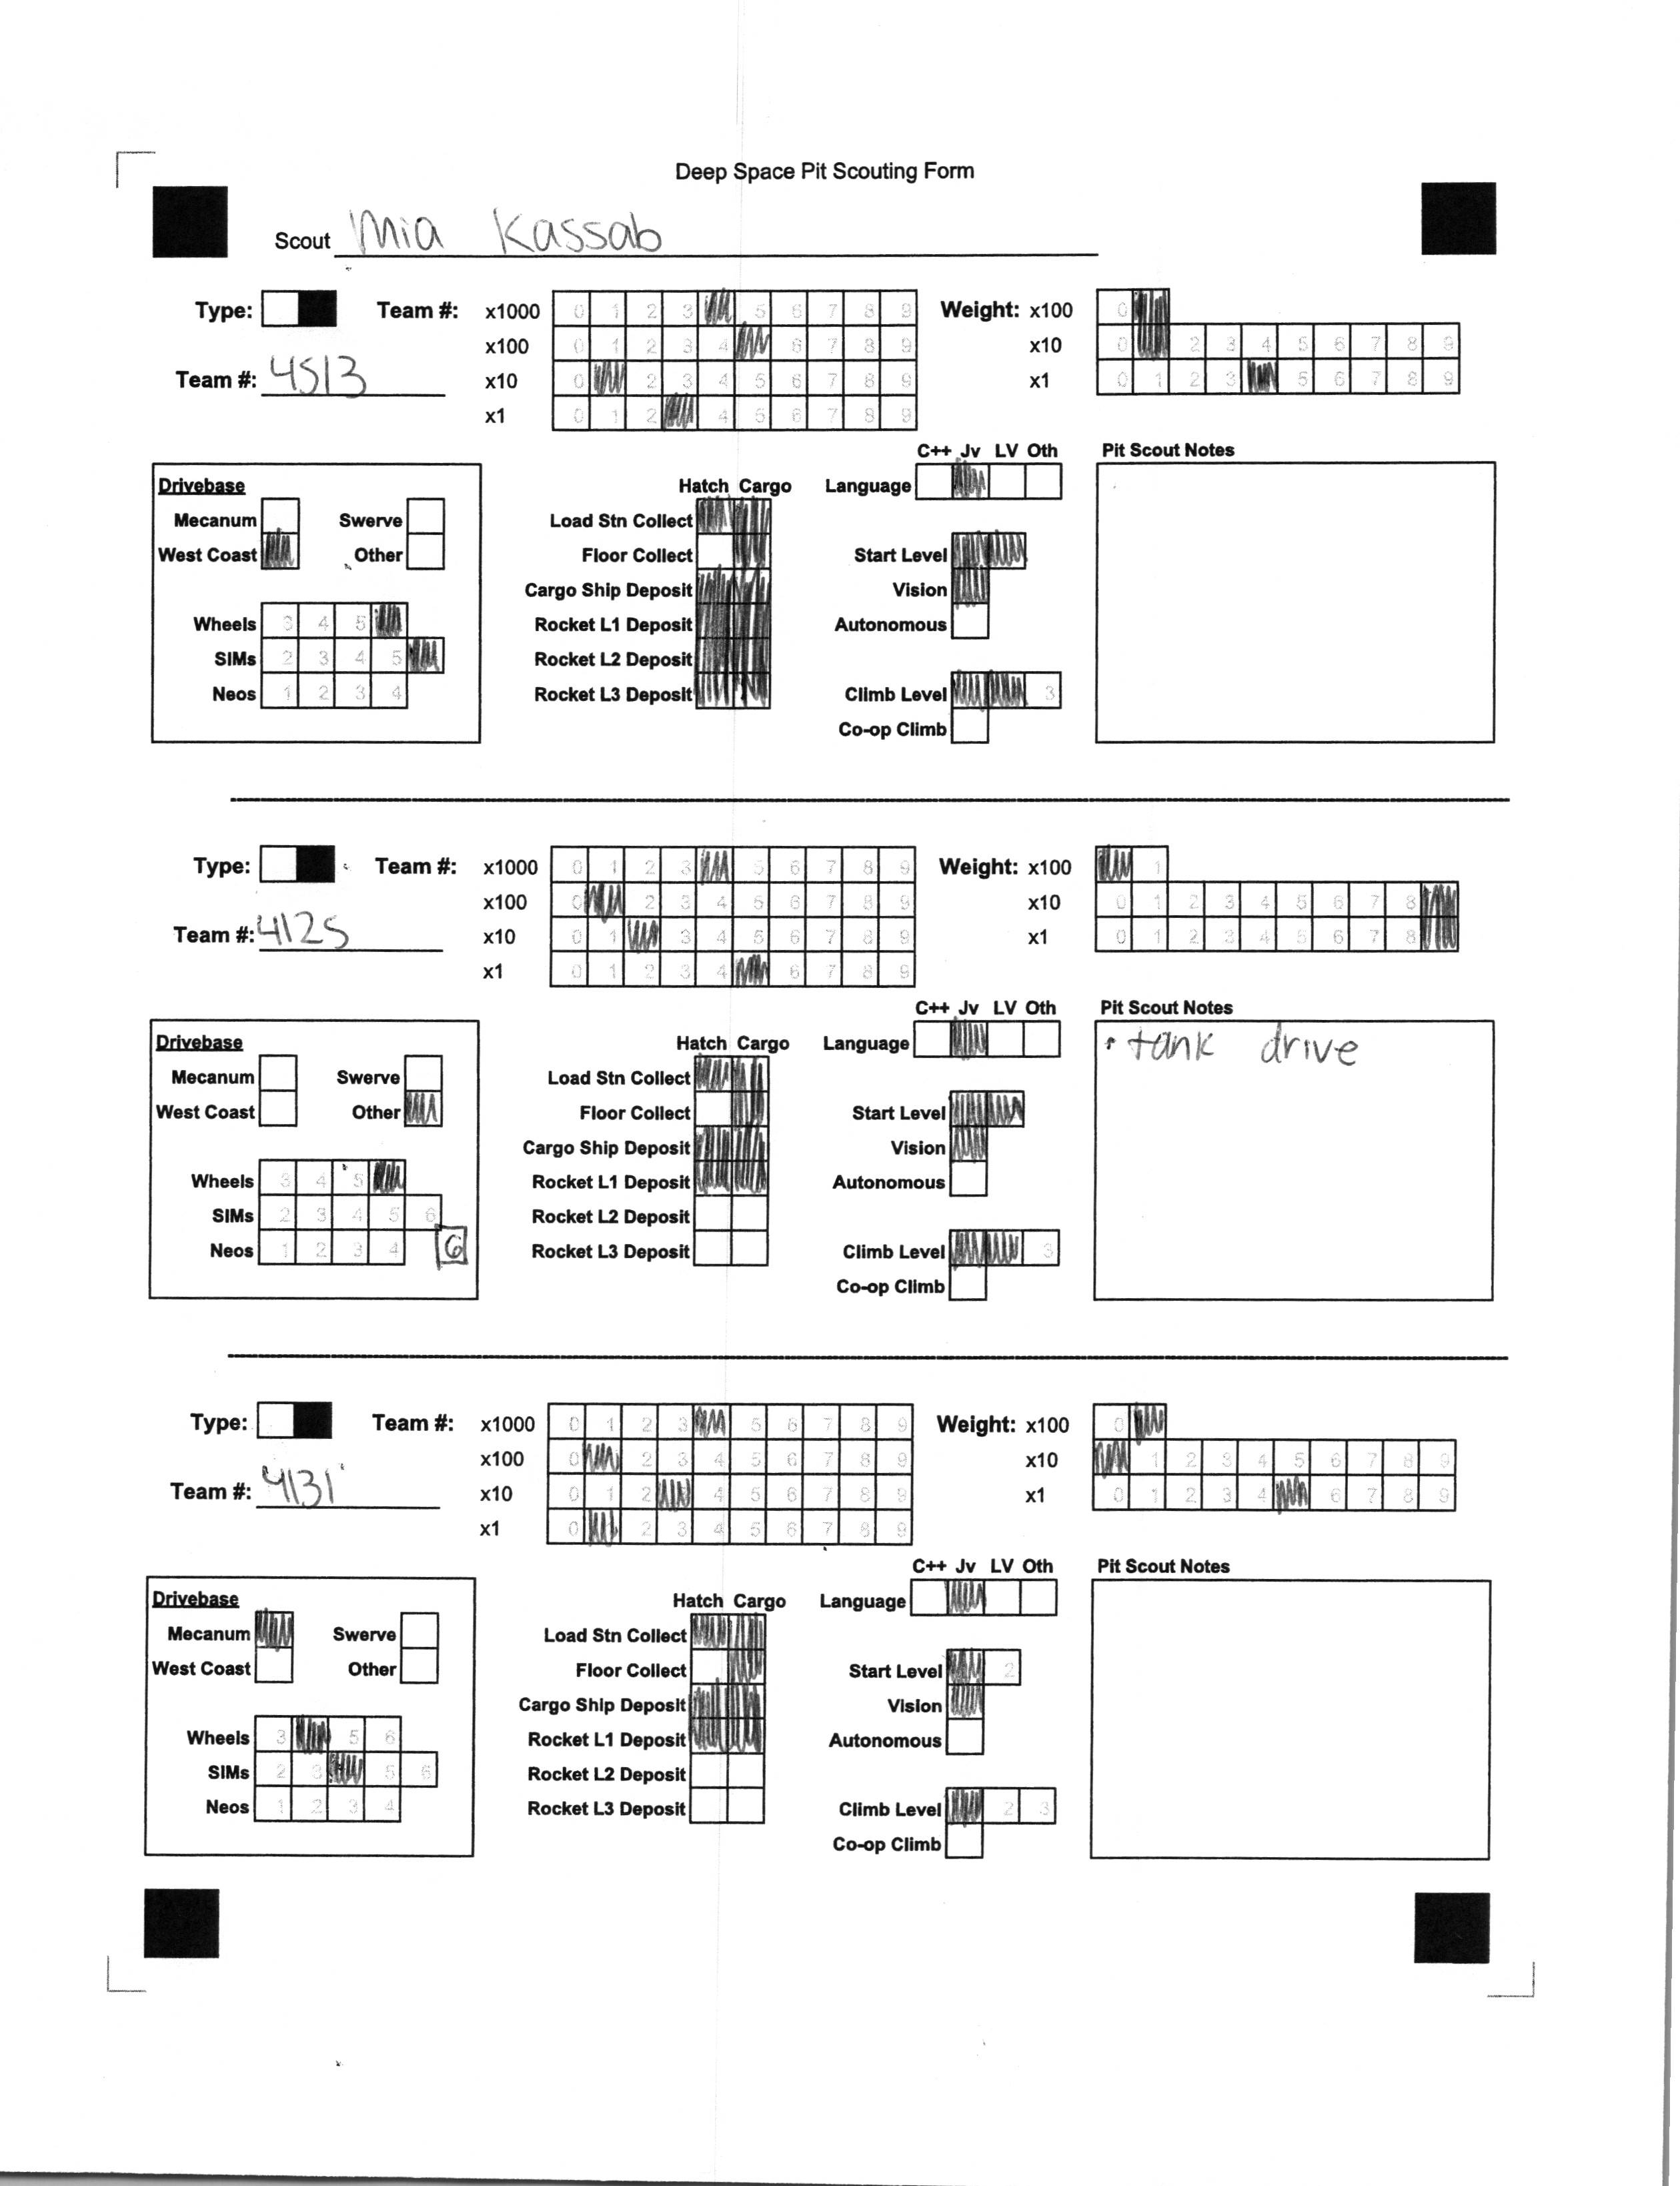 Deep Space Pit Scouting Form
Scout Mia Kassab
Type: Team #: x1000 0 1 2 3 5 6 7 8 9 Weight: x100 0
x100 0 1 2 3 4 6 7 8 9 x10 0 2 3 4 5 6 7 8 9
Team #: 4513 x10 0 2 3 4 5 6 7 8 9 x1 0 1 2 3 5 6 7 8 9
x1 0 1 2 4 5 6 7 8 9
C++ Jv LV Oth Pit Scout Notes
Drivebase Hatch Cargo Language
Mecanum Swerve Load Stn Collect
West Coast Other Floor Collect Start Level
Cargo Ship Deposit Vision
Wheels 3 4 5 Rocket L1 Deposit Autonomous
SIMs 2 3 4 5 Rocket L2 Deposit
Neos 1 2 3 4 Rocket L3 Deposit Climb Level 3
Co-op Climb
Type: Team #: x1000 0 1 2 3 5 6 7 8 9 Weight: x100 1
x100 0 2 3 4 5 6 7 8 9 x10 0 1 2 3 4 5 6 7 8
Team #: 4125 x10 0 1 3 4 5 6 7 8 9 x1 0 1 2 3 4 5 6 7 8
x1 0 1 2 3 4 6 7 8 9
C++ Jv LV Oth Pit Scout Notes
Drivebase Hatch Cargo Language • tank drive
Mecanum Swerve Load Stn Collect
West Coast Other Floor Collect Start Level
Cargo Ship Deposit Vision
Wheels 3 4 5 Rocket L1 Deposit Autonomous
SIMs 2 3 4 5 6 Rocket L2 Deposit
Neos 1 2 3 4 6 Rocket L3 Deposit Climb Level 3
Co-op Climb
Type: Team #: x1000 0 1 2 3 5 6 7 8 9 Weight: x100 0
x100 0 2 3 4 5 6 7 8 9 x10 1 2 3 4 5 6 7 8 9
Team #: 4131 x10 0 1 2 4 5 6 7 8 9 x1 0 1 2 3 4 6 7 8 9
x1 0 2 3 4 5 6 7 8 9
C++ Jv LV Oth Pit Scout Notes
Drivebase Hatch Cargo Language
Mecanum Swerve Load Stn Collect
West Coast Other Floor Collect Start Level 2
Cargo Ship Deposit Vision
Wheels 3 5 6 Rocket L1 Deposit Autonomous
SIMs 2 3 5 6 Rocket L2 Deposit
Neos 1 2 3 4 Rocket L3 Deposit Climb Level 2 3
Co-op Climb